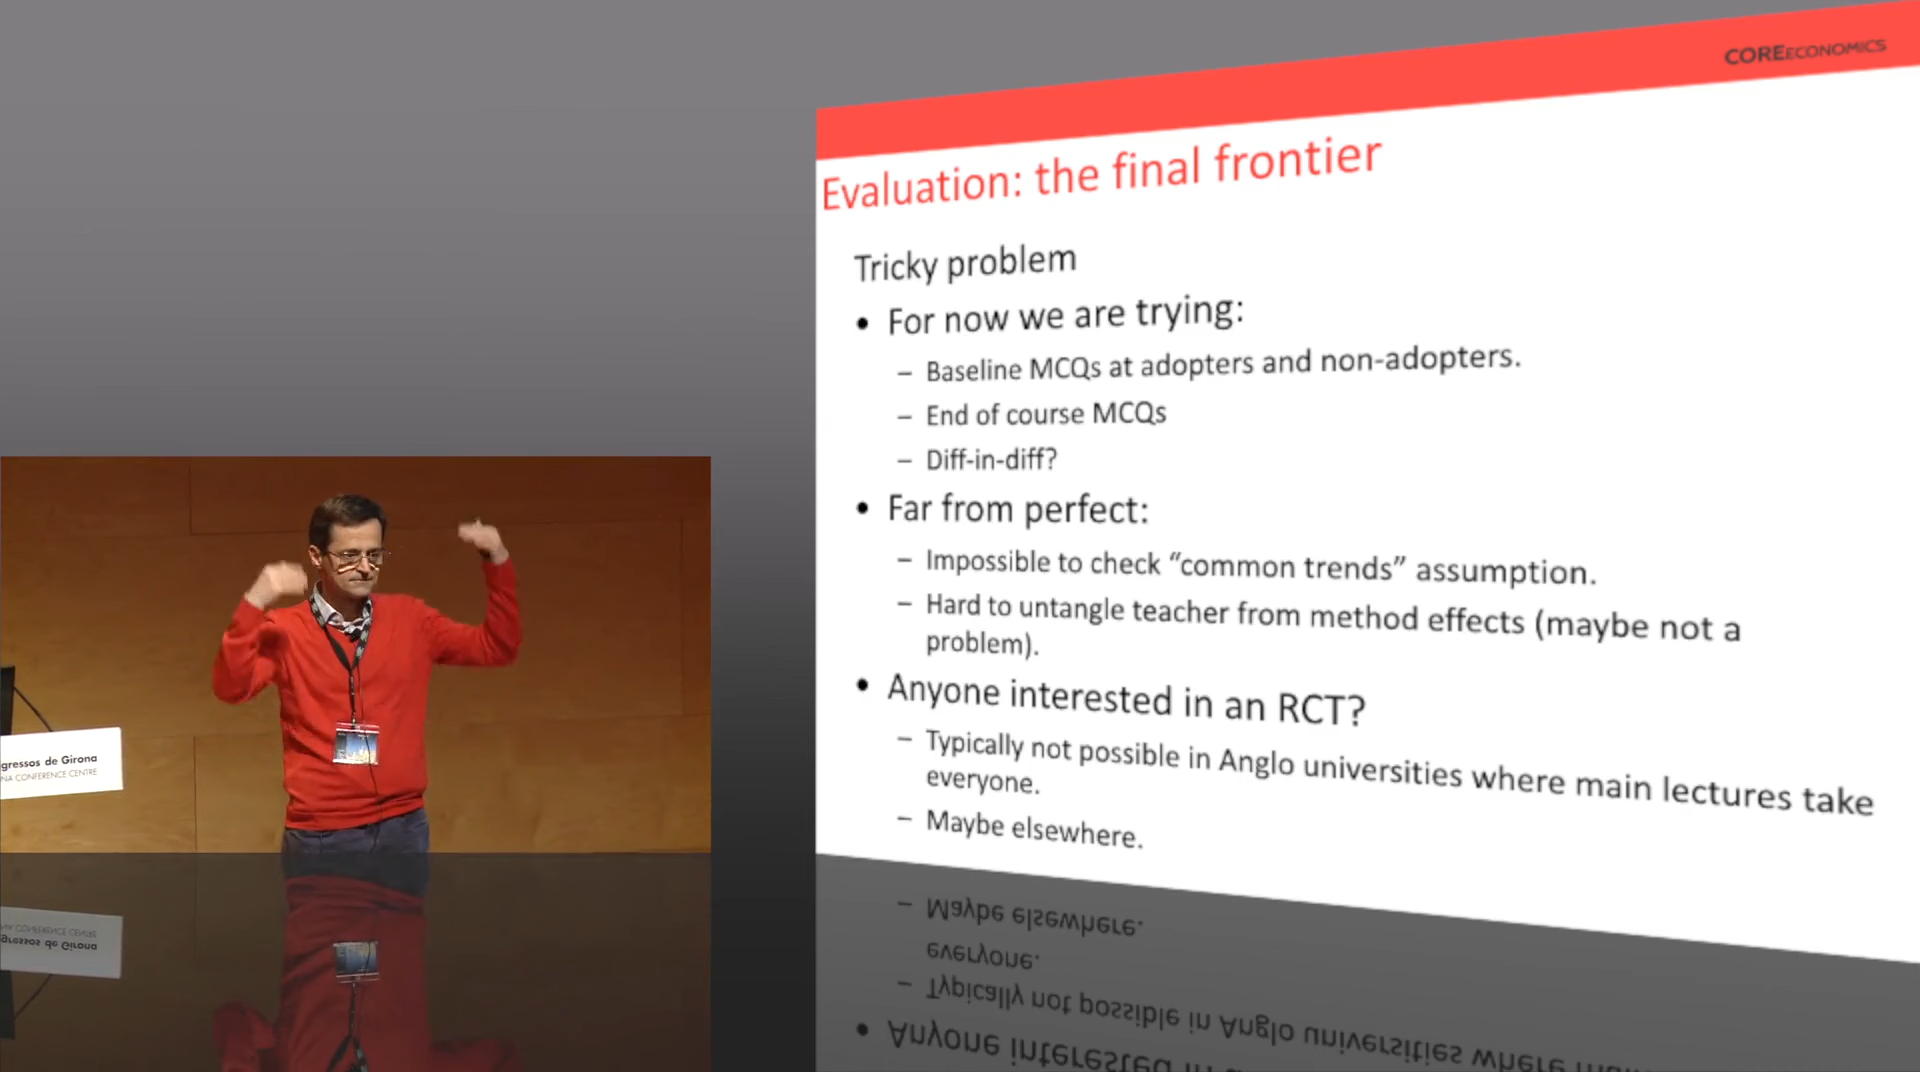 COREECONOMICS
Evaluation: the final frontier
Tricky problem
• For now we are trying:
– Baseline MCQs at adopters and non-adopters.
– End of course MCQs
– Diff-in-diff?
• Far from perfect:
– Impossible to check “common trends” assumption.
– Hard to untangle teacher from method effects (maybe not a
problem).
• Anyone interested in an RCT?
– Typically not possible in Anglo universities where main lectures take
everyone.
– Maybe elsewhere.
gressos de Girona
NA CONFERENCE CENTRE